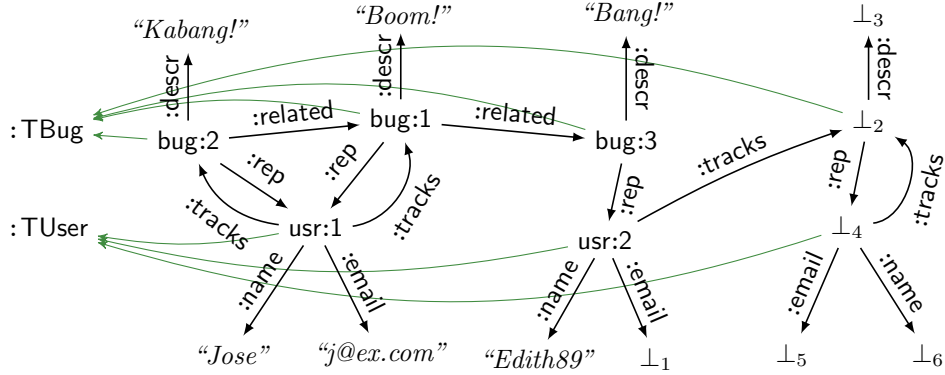 “Kabang!”
“Boom!”
“Bang!”
⊥3
:descr
:descr
:descr
:descr
:TBug
bug:2
:related
bug:1
:related
bug:3
:tracks
⊥2
:rep
:rep
:rep
:rep
:tracks
:tracks
:tracks
:TUser
usr:1
usr:2
⊥4
:name
:email
:name
:email
:email
:name
“Jose”
“j@ex.com”
“Edith89”
⊥1
⊥5
⊥6